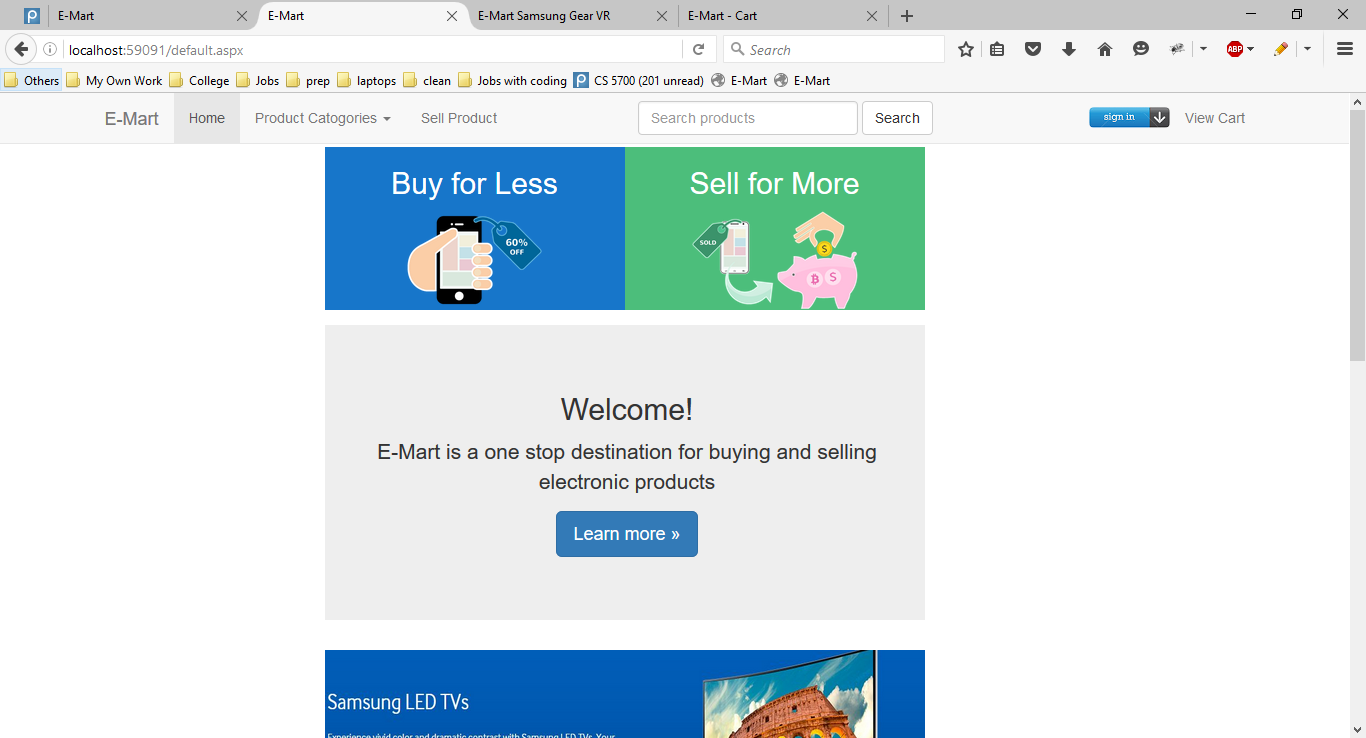 E-Mart
E-Mart
E-Mart Samsung Gear VR
E-Mart - Cart
localhost:59091/default.aspx
Search
ABP
Others
My Own Work
College
Jobs
prep
laptops
clean
Jobs with coding
CS 5700 (201 unread)
E-Mart
E-Mart
E-Mart
Home
Product Catogories
Sell Product
Search products
Search
sign in
View Cart
Buy for Less
60%
OFF
Sell for More
SOLD
$
฿ $
Welcome!
E-Mart is a one stop destination for buying and selling
electronic products
Learn more »
Samsung LED TVs
Experience vivid color and dramatic contrast with Samsung LED TVs. Your